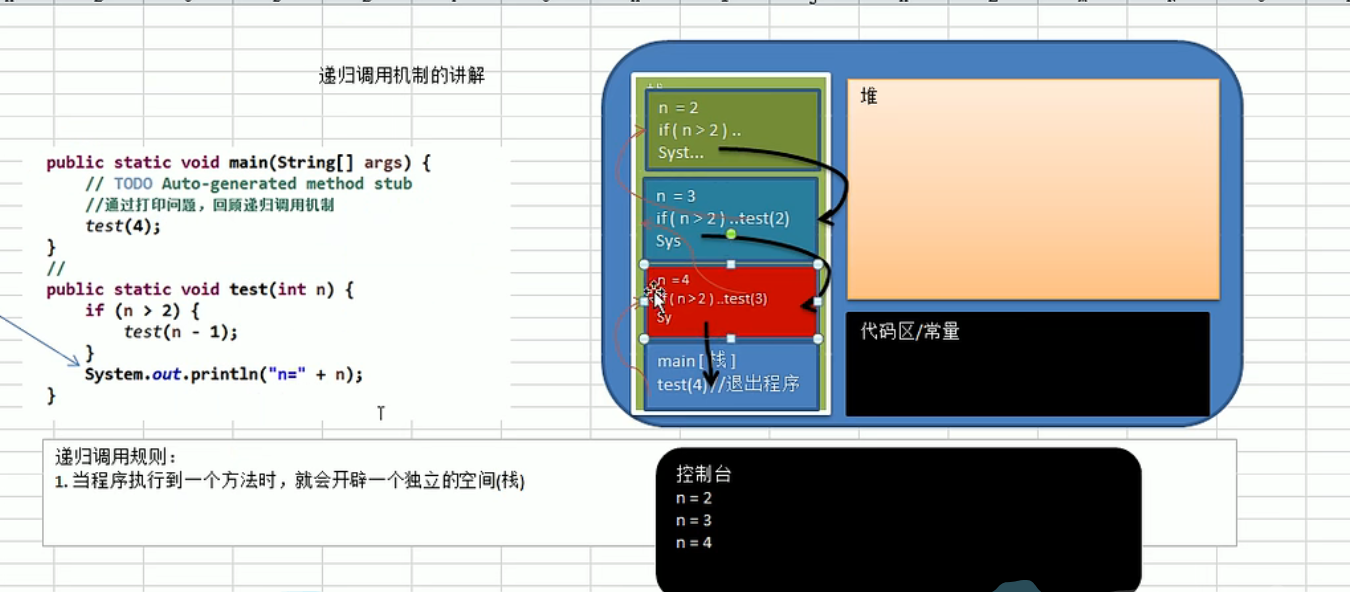 递归调用机制的讲解
public static void main(String[] args) {
// TODO Auto-generated method stub
//通过打印问题，回顾递归调用机制
test(4);
}
//
public static void test(int n) {
if (n > 2) {
test(n - 1);
}
System.out.println("n=" + n);
}
n = 2
if ( n > 2 ) ..
Syst...
n = 3
if ( n > 2 ) ..test(2)
Sys
n = 4
if ( n > 2 ) ..test(3)
Sy
main [ 栈 ]
test(4) //退出程序
堆
代码区/常量
递归调用规则：
1. 当程序执行到一个方法时，就会开辟一个独立的空间(栈)
控制台
n = 2
n = 3
n = 4